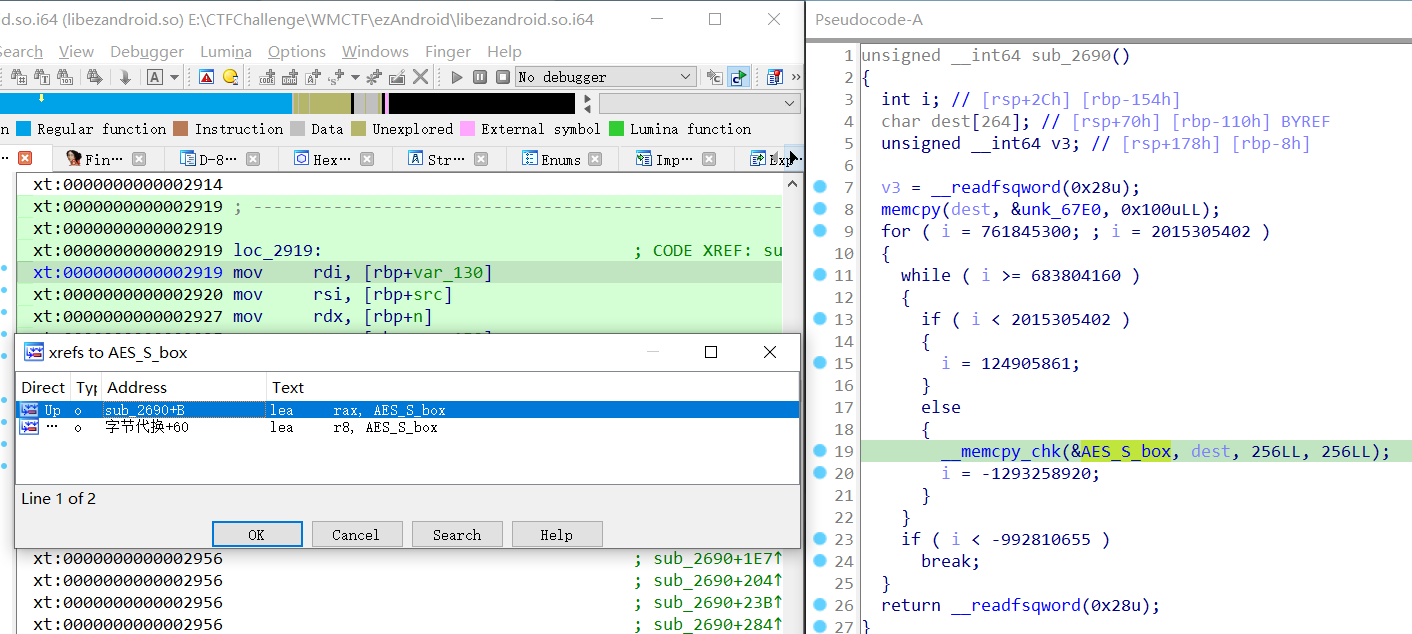 d.so.i64 (libezandroid.so) E:\CTFChallenge\WMCTF\ezAndroid\libezandroid.so.i64
Search View Debugger Lumina Options Windows Finger Help
No debugger
Regular function Instruction Data Unexplored External symbol Lumina function
Fin··· D-8··· Hex··· Str··· Enums Imp··· Exp··
xt:0000000000002914
xt:0000000000002919 ; ----------------------------------------------------
xt:0000000000002919
xt:0000000000002919 loc_2919: ; CODE XREF: su
xt:0000000000002919 mov rdi, [rbp+var_130]
xt:0000000000002920 mov rsi, [rbp+src]
xt:0000000000002927 mov rdx, [rbp+n]
xrefs to AES_S_box
Direct Typ Address Text
Up o sub_2690+B lea rax, AES_S_box
··· o 字节代换+60 lea r8, AES_S_box
Line 1 of 2
OK Cancel Search Help
xt:0000000000002956 ; sub_2690+1E7↑
xt:0000000000002956 ; sub_2690+204↑
xt:0000000000002956 ; sub_2690+23B↑
xt:0000000000002956 ; sub_2690+284↑
Pseudocode-A
1 unsigned __int64 sub_2690()
2 {
3 int i; // [rsp+2Ch] [rbp-154h]
4 char dest[264]; // [rsp+70h] [rbp-110h] BYREF
5 unsigned __int64 v3; // [rsp+178h] [rbp-8h]
6
7 v3 = __readfsqword(0x28u);
8 memcpy(dest, &unk_67E0, 0x100uLL);
9 for ( i = 761845300; ; i = 2015305402 )
10 {
11 while ( i >= 683804160 )
12 {
13 if ( i < 2015305402 )
14 {
15 i = 124905861;
16 }
17 else
18 {
19 __memcpy_chk(&AES_S_box, dest, 256LL, 256LL);
20 i = -1293258920;
21 }
22 }
23 if ( i < -992810655 )
24 break;
25 }
26 return __readfsqword(0x28u);
27 }